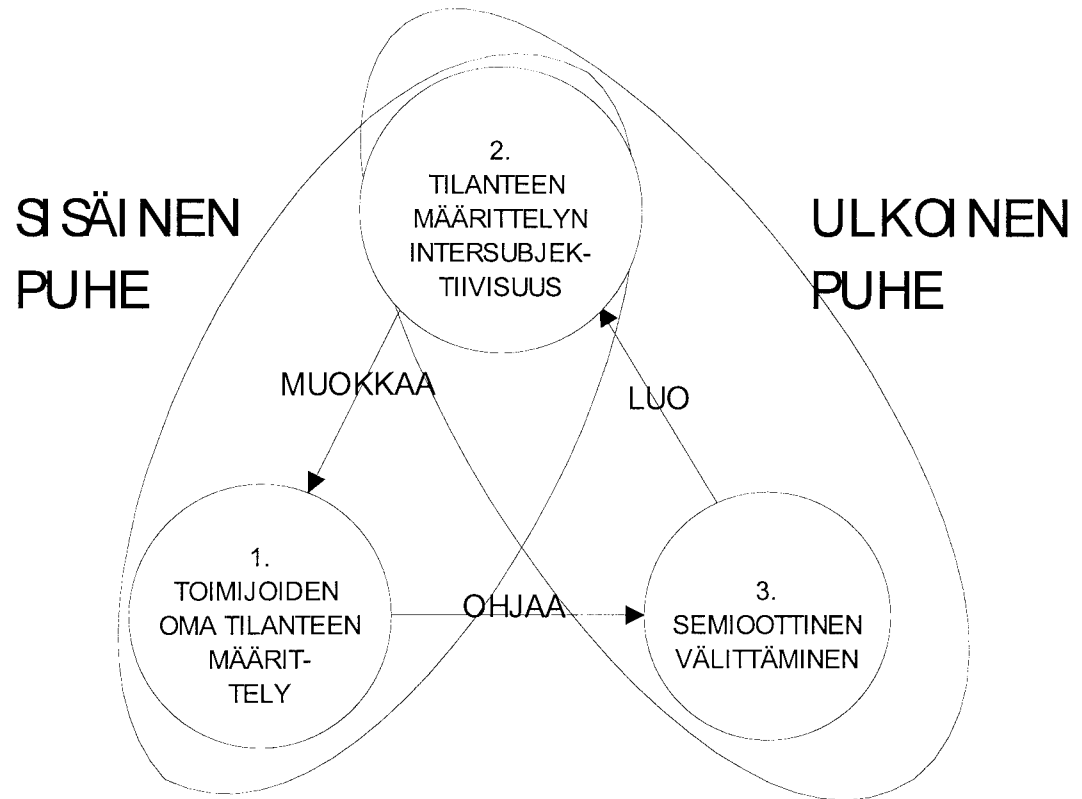 2.
TILANTEEN
MÄÄRITTELYN
INTERSUBJEK-
TIIVISUUS
SISÄINEN
PUHE
ULKOINEN
PUHE
MUOKKAA
LUO
1.
TOIMIJOIDEN
OMA TILANTEEN
MÄÄRIT-
TELY
OHJAA
3.
SEMIOOTTINEN
VÄLITTÄMINEN